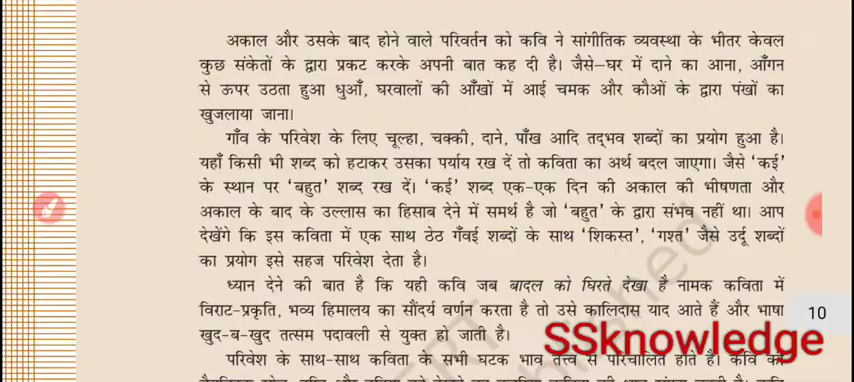 अकाल और उसके बाद होने वाले परिवर्तन को कवि ने सांगीतिक व्यवस्था के भीतर केवल
कुछ संकेतों के द्वारा प्रकट करके अपनी बात कह दी है। जैसे—घर में दाने का आना, आँगन
से ऊपर उठता हुआ धुआँ, घरवालों की आँखों में आई चमक और कौओं के द्वारा पंखों का
खुजलाया जाना।
गाँव के परिवेश के लिए चूल्हा, चक्की, दाने, पाँख आदि तद्भव शब्दों का प्रयोग हुआ है।
यहाँ किसी भी शब्द को हटाकर उसका पर्याय रख दें तो कविता का अर्थ बदल जाएगा। जैसे ‘कई’
के स्थान पर ‘बहुत’ शब्द रख दें। ‘कई’ शब्द एक-एक दिन की अकाल की भीषणता और
अकाल के बाद के उल्लास का हिसाब देने में समर्थ है जो ‘बहुत’ के द्वारा संभव नहीं था। आप
देखेंगे कि इस कविता में एक साथ ठेठ गँवई शब्दों के साथ ‘शिकस्त’, ‘गश्त’ जैसे उर्दू शब्दों
का प्रयोग इसे सहज परिवेश देता है।
ध्यान देने की बात है कि यही कवि जब बादल को घिरते देखा है नामक कविता में
विराट-प्रकृति, भव्य हिमालय का सौंदर्य वर्णन करता है तो उसे कालिदास याद आते हैं और भाषा
10
खुद-ब-खुद तत्सम पदावली से युक्त हो जाती है।
SSknowledge
परिवेश के साथ-साथ कविता के सभी घटक भाव तत्त्व से परिचालित होते हैं। कवि की